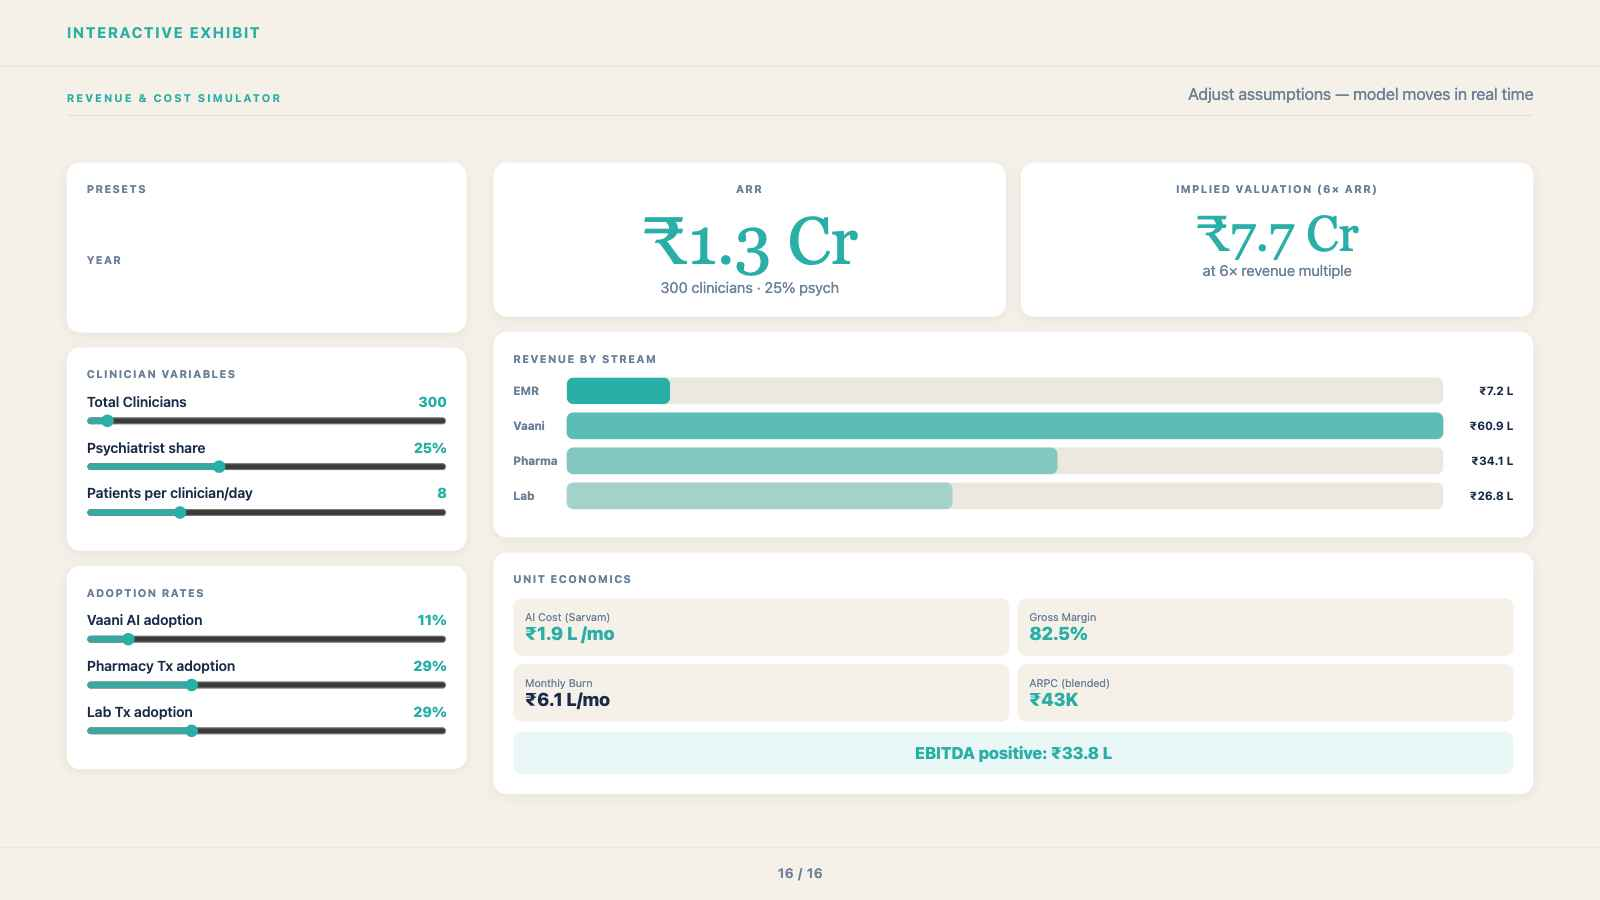 INTERACTIVE EXHIBIT
REVENUE & COST SIMULATOR
Adjust assumptions — model moves in real time
PRESETS
YEAR
CLINICIAN VARIABLES
Total Clinicians 300
Psychiatrist share 25%
Patients per clinician/day 8
ADOPTION RATES
Vaani AI adoption 11%
Pharmacy Tx adoption 29%
Lab Tx adoption 29%
ARR
₹1.3 Cr
300 clinicians · 25% psych
IMPLIED VALUATION (6× ARR)
₹7.7 Cr
at 6× revenue multiple
REVENUE BY STREAM
EMR ₹7.2 L
Vaani ₹60.9 L
Pharma ₹34.1 L
Lab ₹26.8 L
UNIT ECONOMICS
AI Cost (Sarvam)
₹1.9 L /mo
Gross Margin
82.5%
Monthly Burn
₹6.1 L/mo
ARPC (blended)
₹43K
EBITDA positive: ₹33.8 L
16 / 16